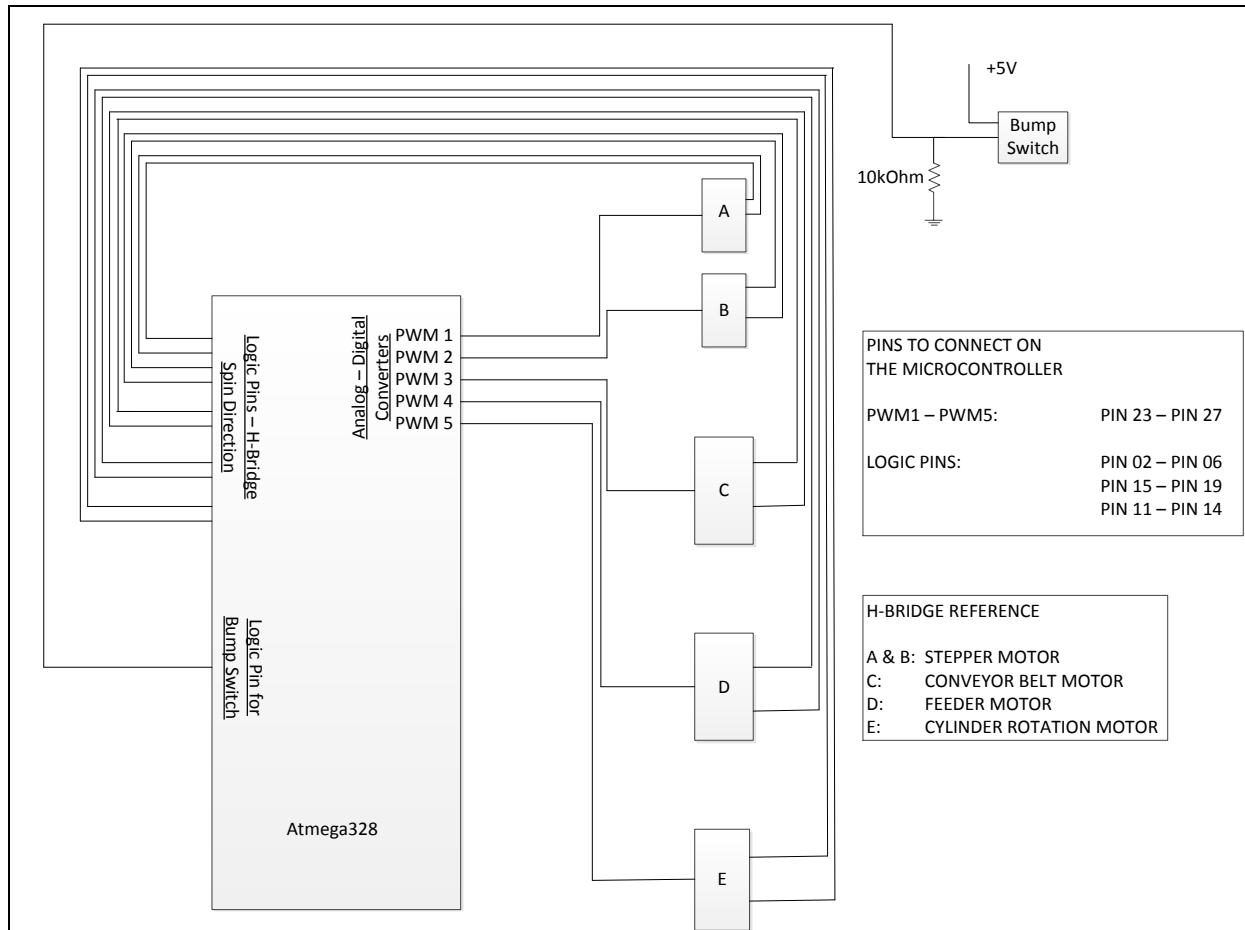 +5V
Bump
Switch
10kOhm
A
B
C
D
E
Logic Pins – H-Bridge
Spin Direction
Analog – Digital
Converters
PWM 1
PWM 2
PWM 3
PWM 4
PWM 5
Logic Pin for
Bump Switch
Atmega328
PINS TO CONNECT ON
THE MICROCONTROLLER
PWM1 – PWM5: PIN 23 – PIN 27
LOGIC PINS: PIN 02 – PIN 06
PIN 15 – PIN 19
PIN 11 – PIN 14
H-BRIDGE REFERENCE
A & B: STEPPER MOTOR
C: CONVEYOR BELT MOTOR
D: FEEDER MOTOR
E: CYLINDER ROTATION MOTOR